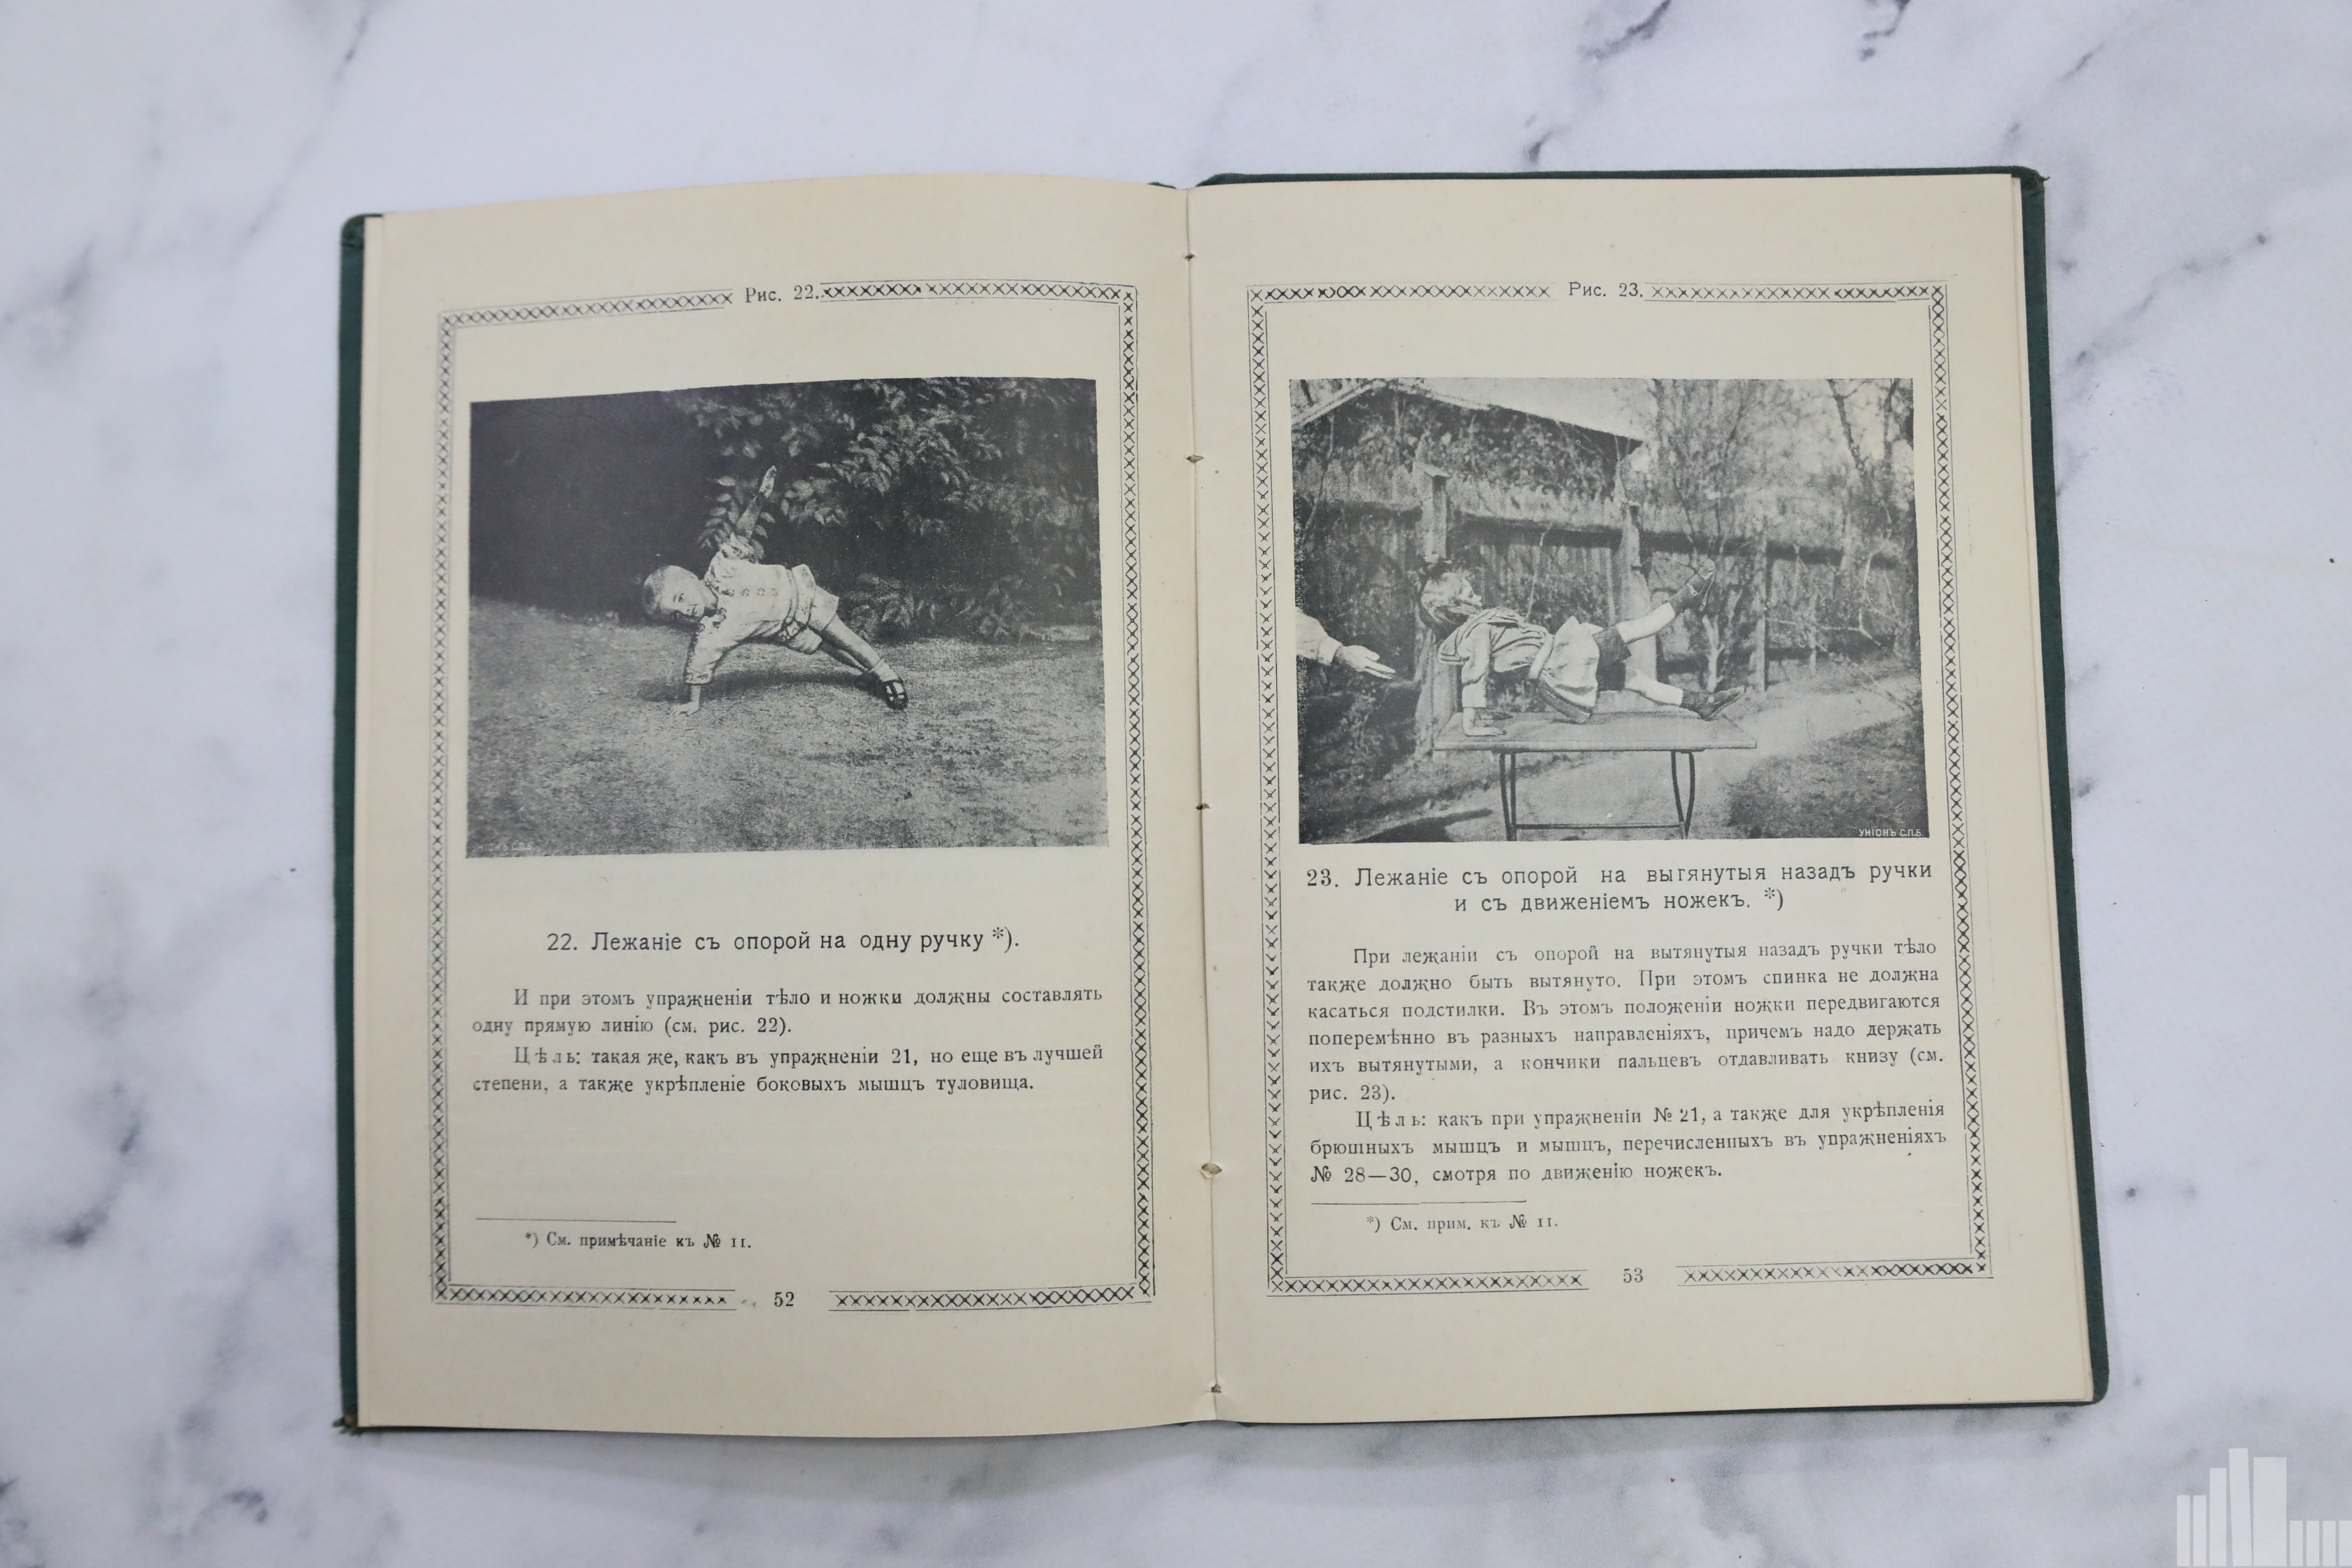 Рис. 22.
22. Лежаніе съ опорой на одну ручку *).
И при этомъ упражненіи тѣло и ножки должны составлять
одну прямую линію (см. рис. 22).
Цѣль: такая же, какъ въ упражненіи 21, но еще въ лучшей
степени, а также укрѣпленіе боковыхъ мышцъ туловища.
*) См. примѣчаніе къ № 11.
52
Рис. 23.
УНІОНЪ С.П.Б.
23. Лежаніе съ опорой на вытянутыя назадъ ручки
и съ движеніемъ ножекъ. *)
При лежаніи съ опорой на вытянутыя назадъ ручки тѣло
также должно быть вытянуто. При этомъ спинка не должна
касаться подстилки. Въ этомъ положеніи ножки передвигаются
поперемѣнно въ разныхъ направленіяхъ, причемъ надо держать
ихъ вытянутыми, а кончики пальцевъ отдавливать книзу (см.
рис. 23).
Цѣль: какъ при упражненіи № 21, а также для укрѣпленія
брюшныхъ мышцъ и мышцъ, перечисленныхъ въ упражненіяхъ
№ 28—30, смотря по движенію ножекъ.
*) См. прим. къ № 11.
53